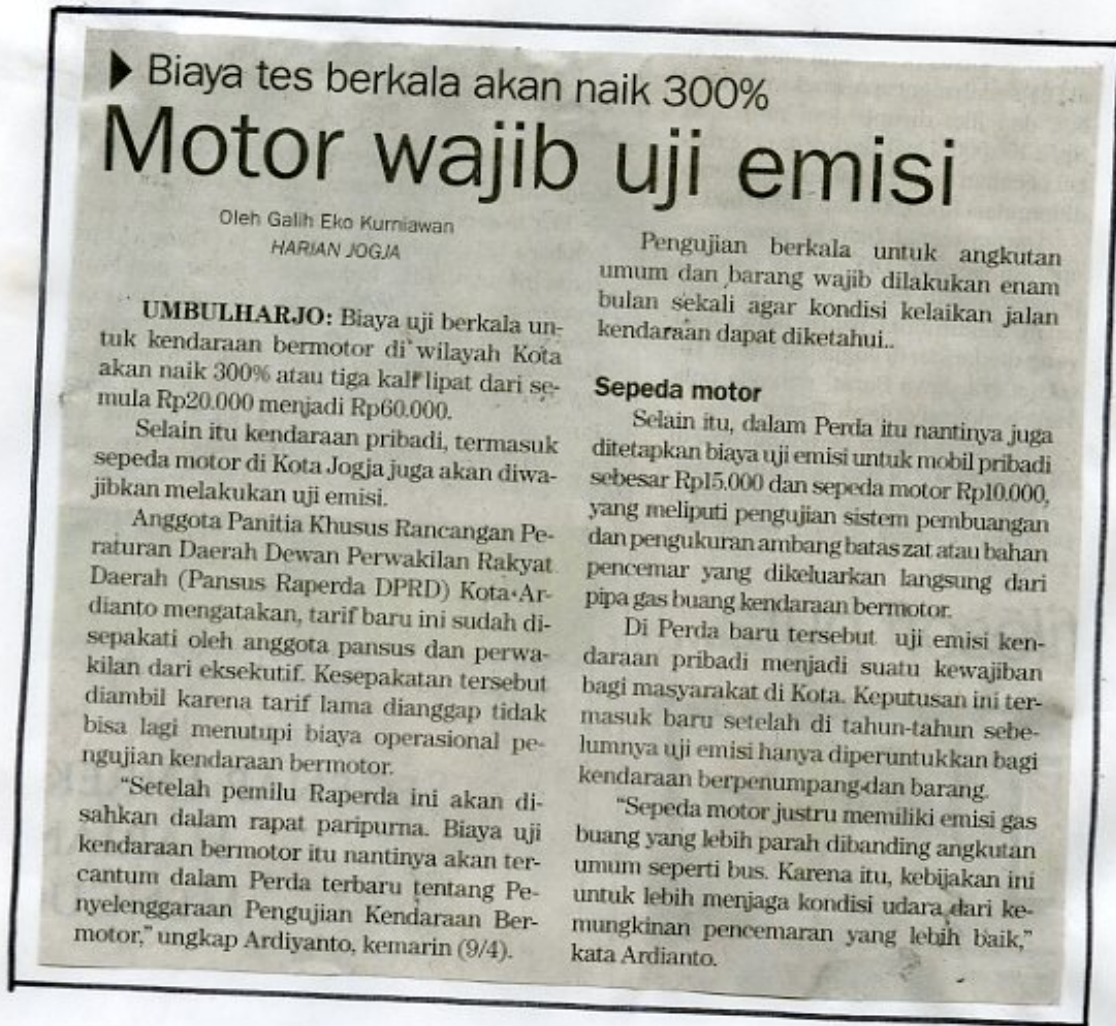 ▶ Biaya tes berkala akan naik 300%
Motor wajib uji emisi
Oleh Galih Eko Kurniawan
HARIAN JOGJA
UMBULHARJO: Biaya uji berkala un-
tuk kendaraan bermotor di wilayah Kota
akan naik 300% atau tiga kali lipat dari se-
mula Rp20.000 menjadi Rp60.000.
Selain itu kendaraan pribadi, termasuk
sepeda motor di Kota Jogja juga akan diwa-
jibkan melakukan uji emisi.
Anggota Panitia Khusus Rancangan Pe-
raturan Daerah Dewan Perwakilan Rakyat
Daerah (Pansus Raperda DPRD) Kota Ar-
dianto mengatakan, tarif baru ini sudah di-
sepakati oleh anggota pansus dan perwa-
kilan dari eksekutif. Kesepakatan tersebut
diambil karena tarif lama dianggap tidak
bisa lagi menutupi biaya operasional pe-
ngujian kendaraan bermotor.
"Setelah pemilu Raperda ini akan di-
sahkan dalam rapat paripurna. Biaya uji
kendaraan bermotor itu nantinya akan ter-
cantum dalam Perda terbaru tentang Pe-
nyelenggaraan Pengujian Kendaraan Ber-
motor," ungkap Ardiyanto, kemarin (9/4).
Pengujian berkala untuk angkutan
umum dan barang wajib dilakukan enam
bulan sekali agar kondisi kelaikan jalan
kendaraan dapat diketahui..
Sepeda motor
Selain itu, dalam Perda itu nantinya juga
ditetapkan biaya uji emisi untuk mobil pribadi
sebesar Rp15.000 dan sepeda motor Rp10.000,
yang meliputi pengujian sistem pembuangan
dan pengukuran ambang batas zat atau bahan
pencemar yang dikeluarkan langsung dari
pipa gas buang kendaraan bermotor.
Di Perda baru tersebut uji emisi ken-
daraan pribadi menjadi suatu kewajiban
bagi masyarakat di Kota. Keputusan ini ter-
masuk baru setelah di tahun-tahun sebe-
lumnya uji emisi hanya diperuntukkan bagi
kendaraan berpenumpang dan barang.
"Sepeda motor justru memiliki emisi gas
buang yang lebih parah dibanding angkutan
umum seperti bus. Karena itu, kebijakan ini
untuk lebih menjaga kondisi udara dari ke-
mungkinan pencemaran yang lebih baik,"
kata Ardianto.